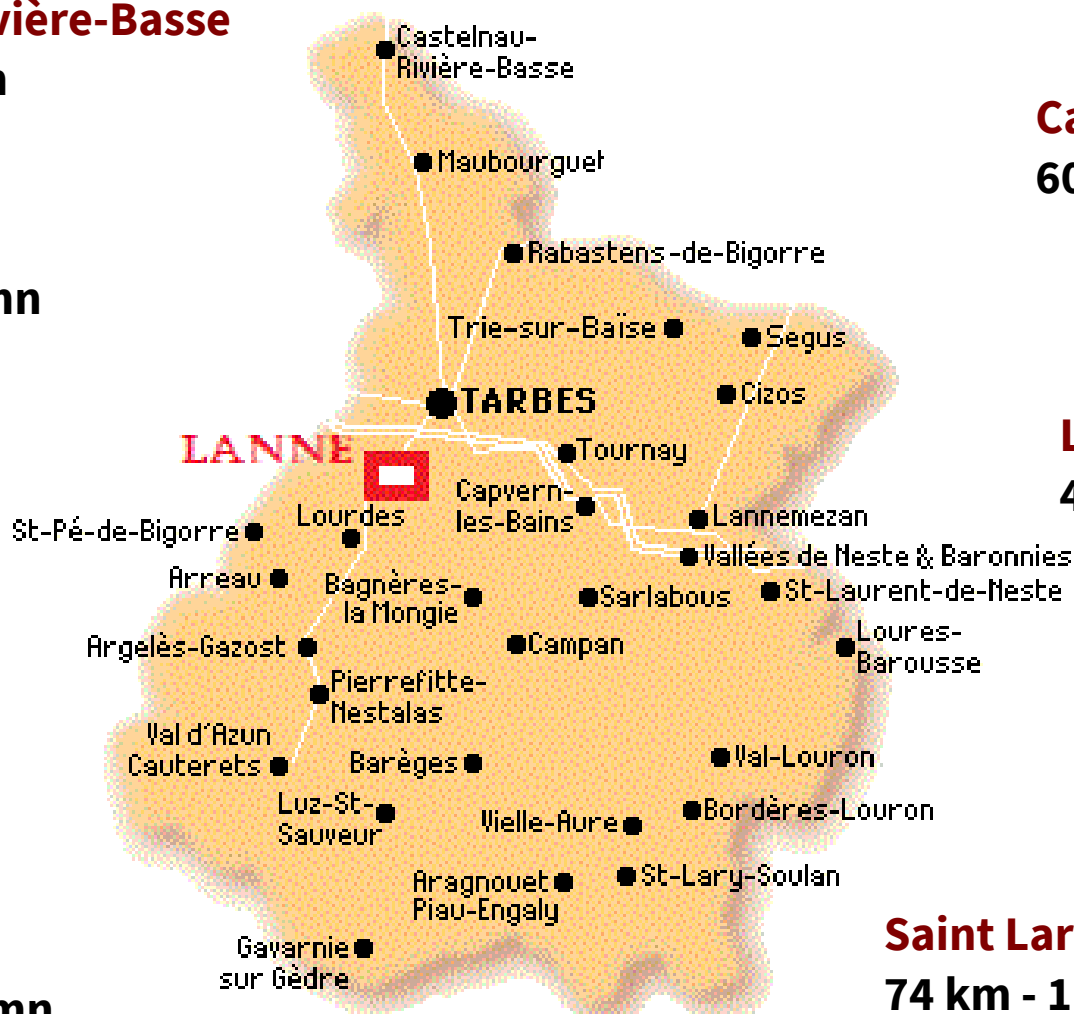 vière-Basse
Castelnau-
Rivière-Basse
Maubourguet
Ca
60
Rabastens-de-Bigorre
nn
Trie-sur-Baïse
Segus
Cizos
TARBES
LANNE
Tournay
L
4
Capvern-
les-Bains
Lourdes
Lannemezan
St-Pé-de-Bigorre
Vallées de Neste & Baronnies
Arreau
Bagnères-
la Mongie
Sarlabous
St-Laurent-de-Neste
Argelès-Gazost
Campan
Loures-
Barousse
Pierrefitte-
Nestalas
Val d'Azun
Cauterets
Barèges
Val-Louron
Luz-St-
Sauveur
Vielle-Aure
Bordères-Louron
Aragnouet
Piau-Engaly
St-Lary-Soulan
Gavarnie
sur Gèdre
Saint Lar
74 km - 1
mn